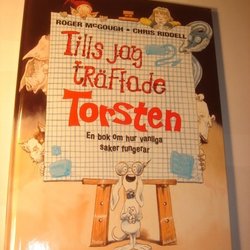 ROGER McGOUGH • CHRIS RIDDELL
Tills jag
träffade
Torsten
En bok om hur vanliga
saker fungerar